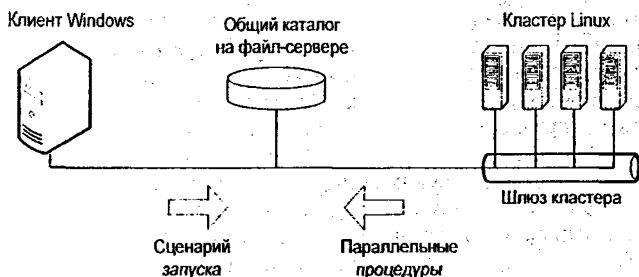 Клиент Windows
Общий каталог
на файл-сервере
Кластер Linux
Шлюз кластера
Сценарий
запуска
Параллельные
процедуры